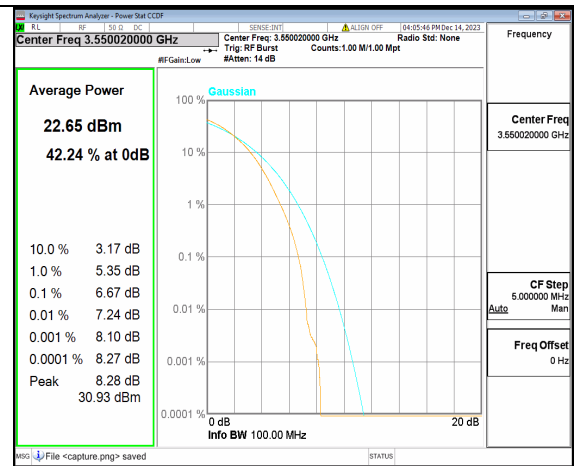 Keysight Spectrum Analyzer - Power Stat CCDF
RL RF 50 Ω DC SENSE:INT ALIGN OFF 04:05:46 PM Dec 14, 2023
Center Freq 3.550020000 GHz
Center Freq: 3.550020000 GHz Radio Std: None
Trig: RF Burst Counts:1.00 M/1.00 Mpt
#IFGain:Low #Atten: 14 dB
Frequency
Average Power
22.65 dBm
42.24 % at 0dB
10.0 % 3.17 dB
1.0 % 5.35 dB
0.1 % 6.67 dB
0.01 % 7.24 dB
0.001 % 8.10 dB
0.0001 % 8.27 dB
Peak 8.28 dB
30.93 dBm
Gaussian
100 %
10 %
1 %
0.1 %
0.01 %
0.001 %
0.0001 %
0 dB 20 dB
Info BW 100.00 MHz
Center Freq
3.550020000 GHz
CF Step
5.000000 MHz
Auto Man
Freq Offset
0 Hz
MSG File <capture.png> saved STATUS